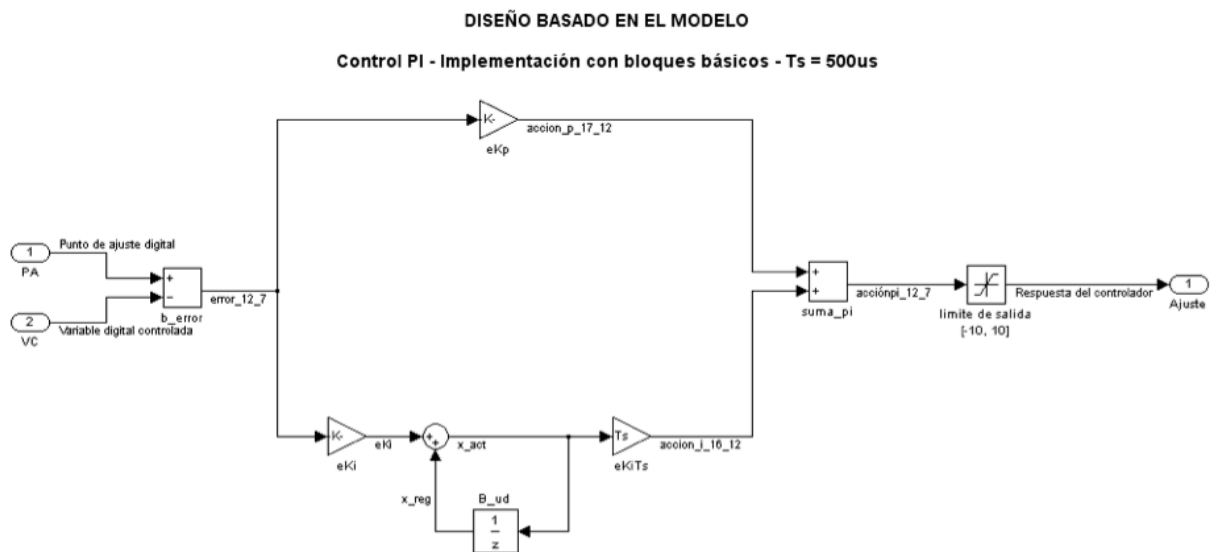 DISEÑO BASADO EN EL MODELO
Control PI - Implementación con bloques básicos - Ts = 500us
K-
accion_p_17_12
eKp
1
Punto de ajuste digital
PA
+
−
error_12_7
b_error
2
Variable digital controlada
VC
+
+
acciónpi_12_7
suma_pi
limite de salida
[-10, 10]
Respuesta del controlador
1
Ajuste
K-
eKi
eKi
+
+
x_act
Ts
accion_i_16_12
eKiTs
x_reg
B_ud
1
z